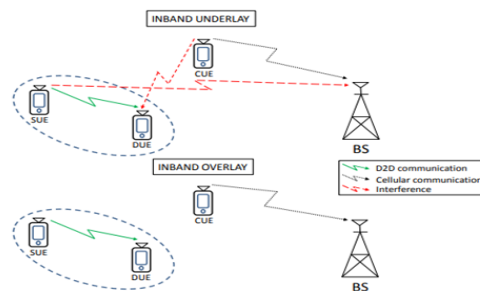 INBAND UNDERLAY
CUE
SUE
DUE
BS
INBAND OVERLAY
D2D communication
Cellular communication
Interference
CUE
SUE
DUE
BS